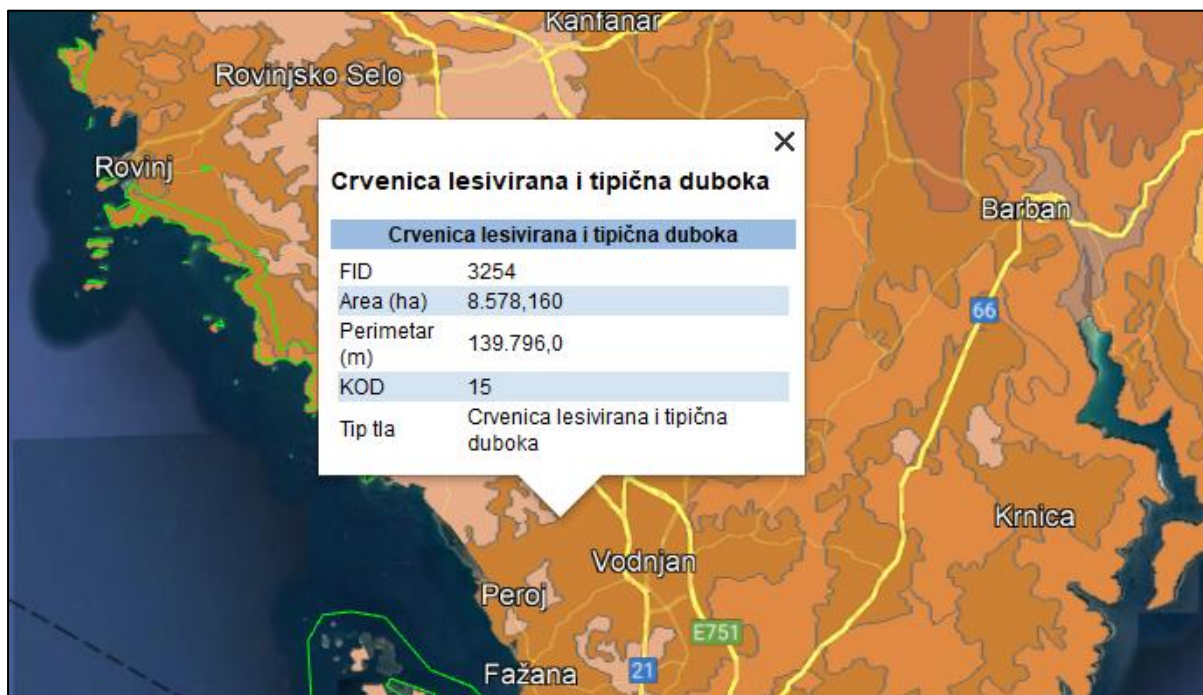 Kanfanar
Rovinjsko Selo
Rovinj
Crvenica lesivirana i tipična duboka
Crvenica lesivirana i tipična duboka
FID 3254
Area (ha) 8.578,160
Perimetar
(m) 139.796,0
KOD 15
Tip tla Crvenica lesivirana i tipična
duboka
Barban
66
Krnica
Vodnjan
Peroj
E751
21
Fažana